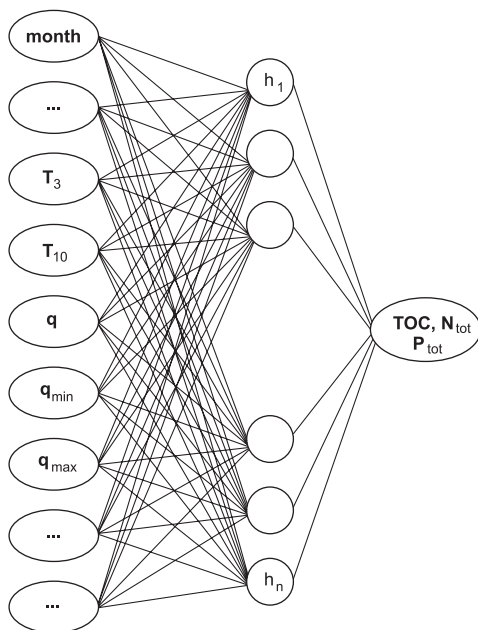 month
...
T3
T10
q
qmin
qmax
...
...
h1
hn
TOC, Ntot
Ptot